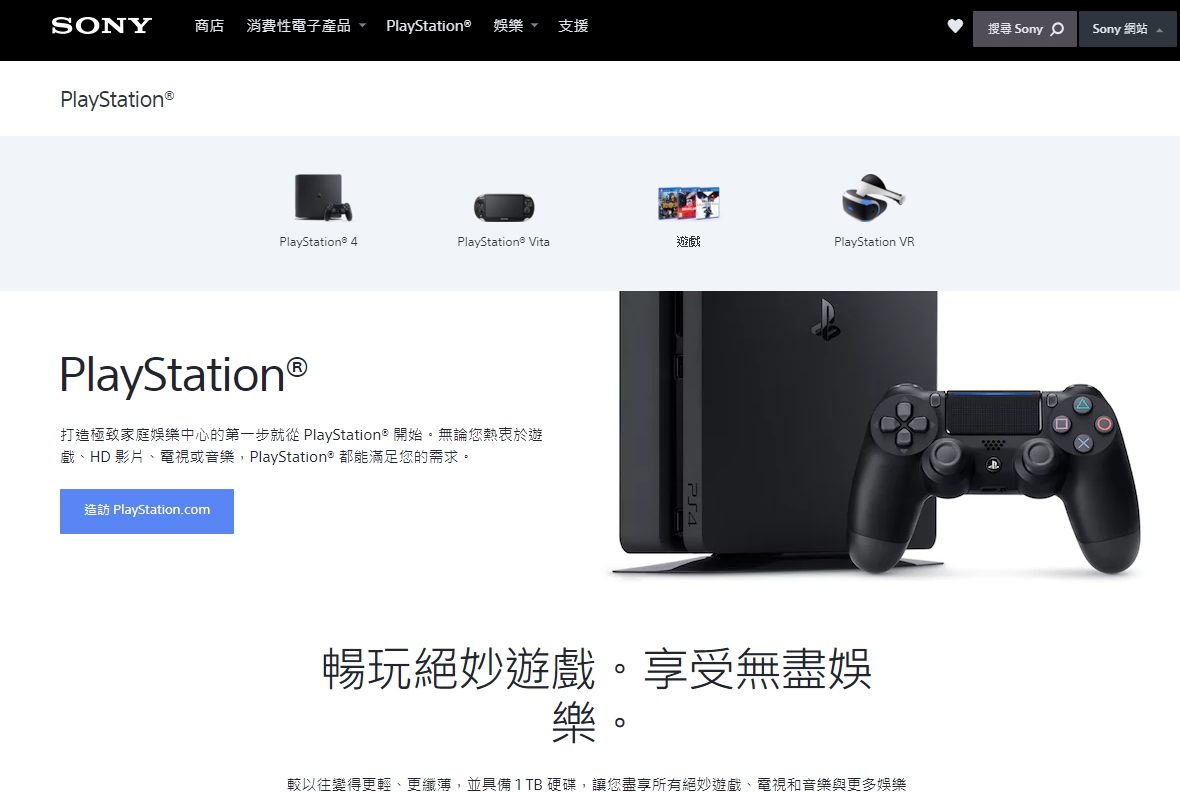 SONY 商店 消費性電子產品 PlayStation® 娛樂 支援 搜尋 Sony Sony 網站
PlayStation®
PlayStation® 4 PlayStation® Vita 遊戲 PlayStation VR
PlayStation®
打造極致家庭娛樂中心的第一步就從 PlayStation® 開始。無論您熱衷於遊
戲、HD 影片、電視或音樂，PlayStation® 都能滿足您的需求。
造訪 PlayStation.com
PS4
暢玩絕妙遊戲。享受無盡娛
樂。
較以往變得更輕、更纖薄，並具備 1 TB 硬碟，讓您盡享所有絕妙遊戲、電視和音樂與更多娛樂